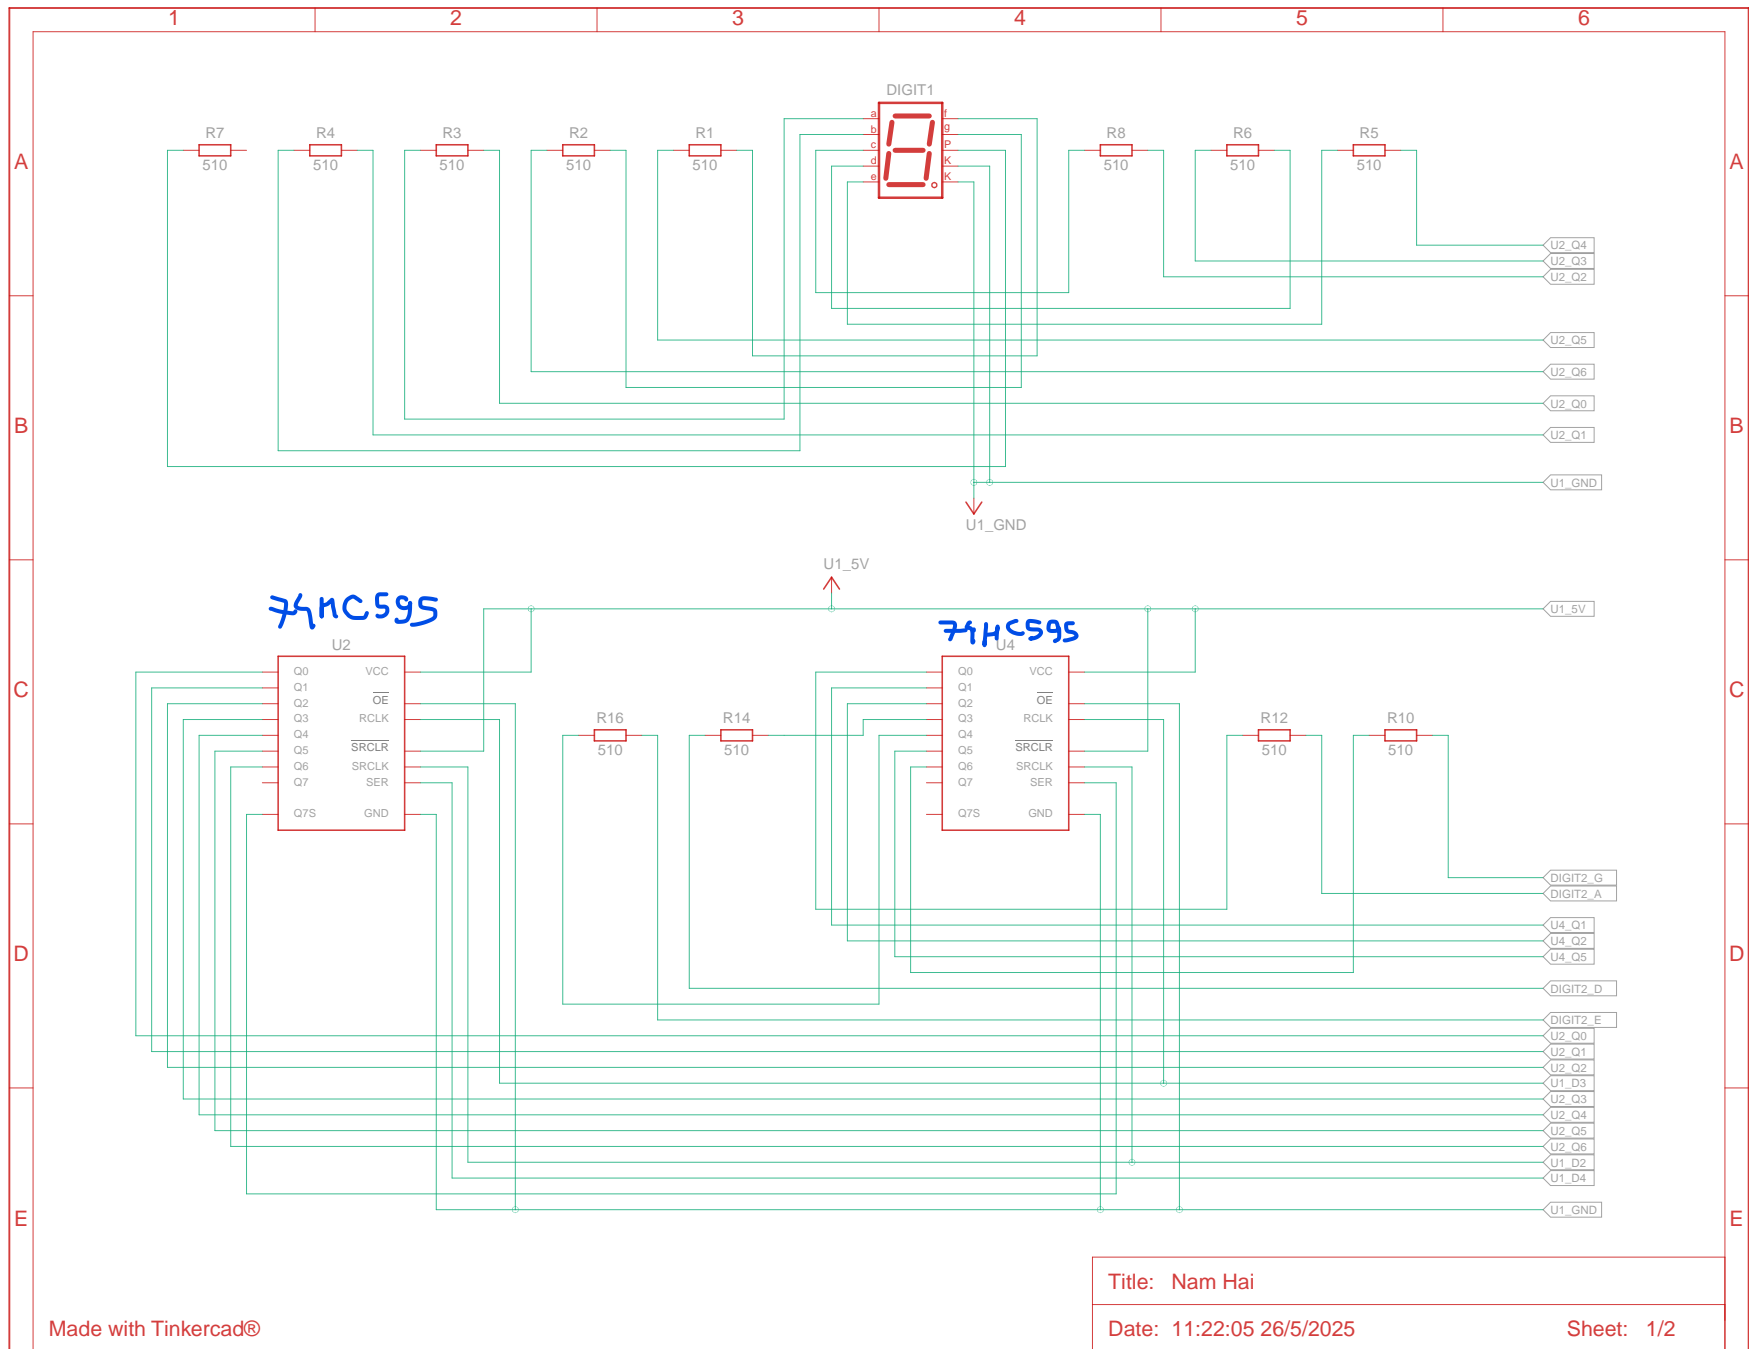 1 2 3 4 5 6
DIGIT1
R7 R4 R3 R2 R1 R8 R6 R5
510 510 510 510 510 510 510 510
a f
b g
c P
d K
e K
A A
U2_Q4
U2_Q3
U2_Q2
U2_Q5
U2_Q6
U2_Q0
B B
U2_Q1
U1_GND
U1_GND
U1_5V
U1_5V
74HC595 74HC595
U2 U4
Q0 VCC Q0 VCC
Q1 Q1
C C
Q2 OE Q2 OE
Q3 RCLK Q3 RCLK
R16 R14 R12 R10
Q4 Q4
510 510 510 510
Q5 SRCLR Q5 SRCLR
Q6 SRCLK Q6 SRCLK
Q7 SER Q7 SER
Q7S GND Q7S GND
DIGIT2_G
DIGIT2_A
U4_Q1
U4_Q2
D D
U4_Q5
DIGIT2_D
DIGIT2_E
U2_Q0
U2_Q1
U2_Q2
U1_D3
U2_Q3
U2_Q4
U2_Q5
U2_Q6
U1_D2
U1_D4
U1_GND
E E
Title: Nam Hai
Made with Tinkercad®
Date: 11:22:05 26/5/2025 Sheet: 1/2